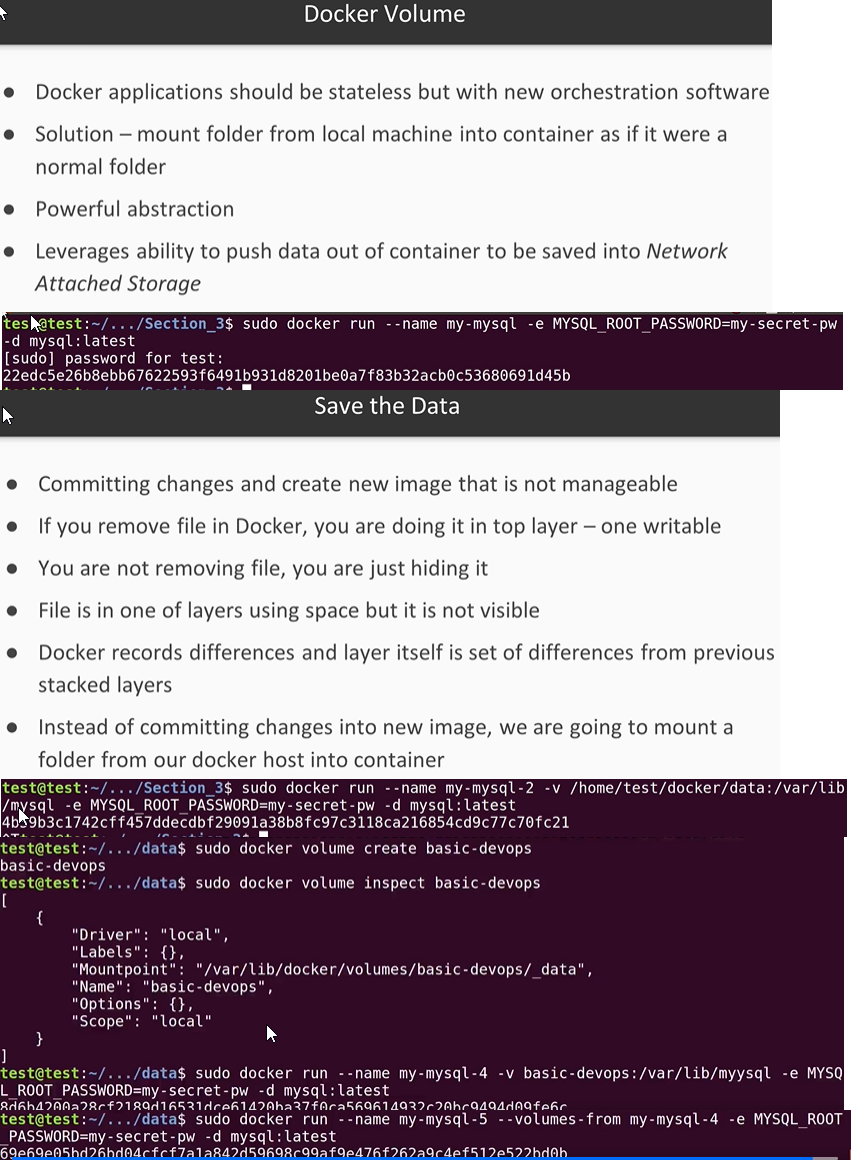 Docker Volume
● Docker applications should be stateless but with new orchestration software
● Solution – mount folder from local machine into container as if it were a
normal folder
● Powerful abstraction
● Leverages ability to push data out of container to be saved into Network
Attached Storage
test@test:~/.../Section_3$ sudo docker run --name my-mysql -e MYSQL_ROOT_PASSWORD=my-secret-pw
-d mysql:latest
[sudo] password for test:
22edc5e26b8ebb67622593f6491b931d8201be0a7f83b32acb0c53680691d45b
Save the Data
● Committing changes and create new image that is not manageable
● If you remove file in Docker, you are doing it in top layer – one writable
● You are not removing file, you are just hiding it
● File is in one of layers using space but it is not visible
● Docker records differences and layer itself is set of differences from previous
stacked layers
● Instead of committing changes into new image, we are going to mount a
folder from our docker host into container
test@test:~/.../Section_3$ sudo docker run --name my-mysql-2 -v /home/test/docker/data:/var/lib
/mysql -e MYSQL_ROOT_PASSWORD=my-secret-pw -d mysql:latest
test@test:~/.../data$ sudo docker volume create basic-devops
basic-devops
test@test:~/.../data$ sudo docker volume inspect basic-devops
[
{
"Driver": "local",
"Labels": {},
"Mountpoint": "/var/lib/docker/volumes/basic-devops/_data",
"Name": "basic-devops",
"Options": {},
"Scope": "local"
}
]
test@test:~/.../data$ sudo docker run --name my-mysql-4 -v basic-devops:/var/lib/myysql -e MYSQ
L_ROOT_PASSWORD=my-secret-pw -d mysql:latest
test@test:~/.../data$ sudo docker run --name my-mysql-5 --volumes-from my-mysql-4 -e MYSQL_ROOT
_PASSWORD=my-secret-pw -d mysql:latest
69e69e05bd26bd04cfcf7a1a842d59698c99af9e476f262a9c4ef512e522bd0b